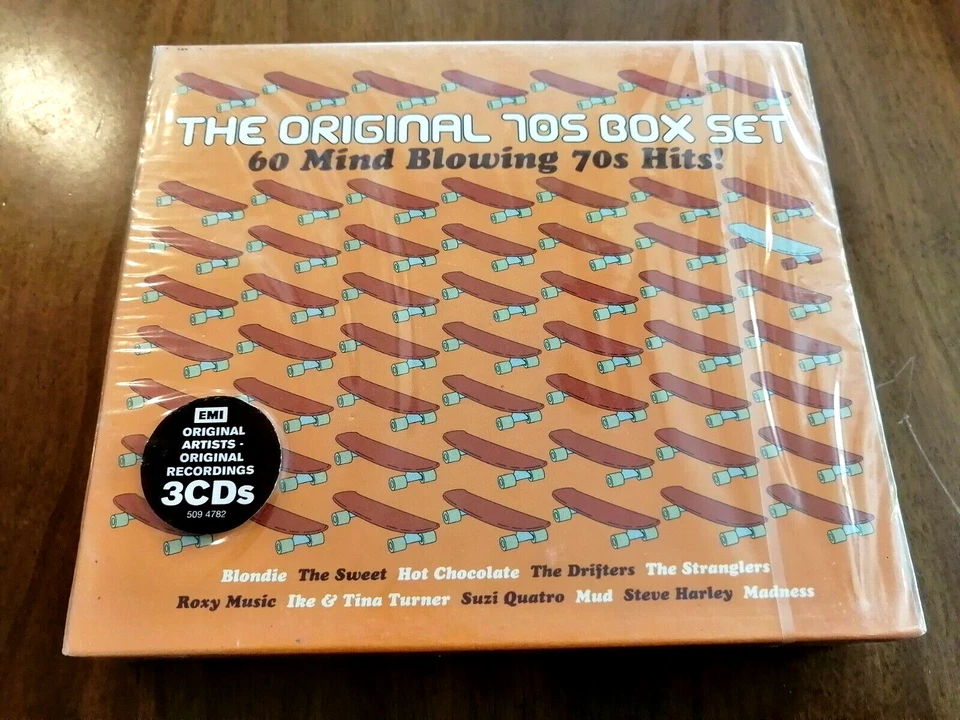 THE ORIGINAL 70S BOX SET
60 Mind Blowing 70s Hits!
EMI
ORIGINAL
ARTISTS -
ORIGINAL
RECORDINGS
3CDs
509 4782
Blondie The Sweet Hot Chocolate The Drifters The Stranglers
Roxy Music Ike & Tina Turner Suzi Quatro Mud Steve Harley Madness